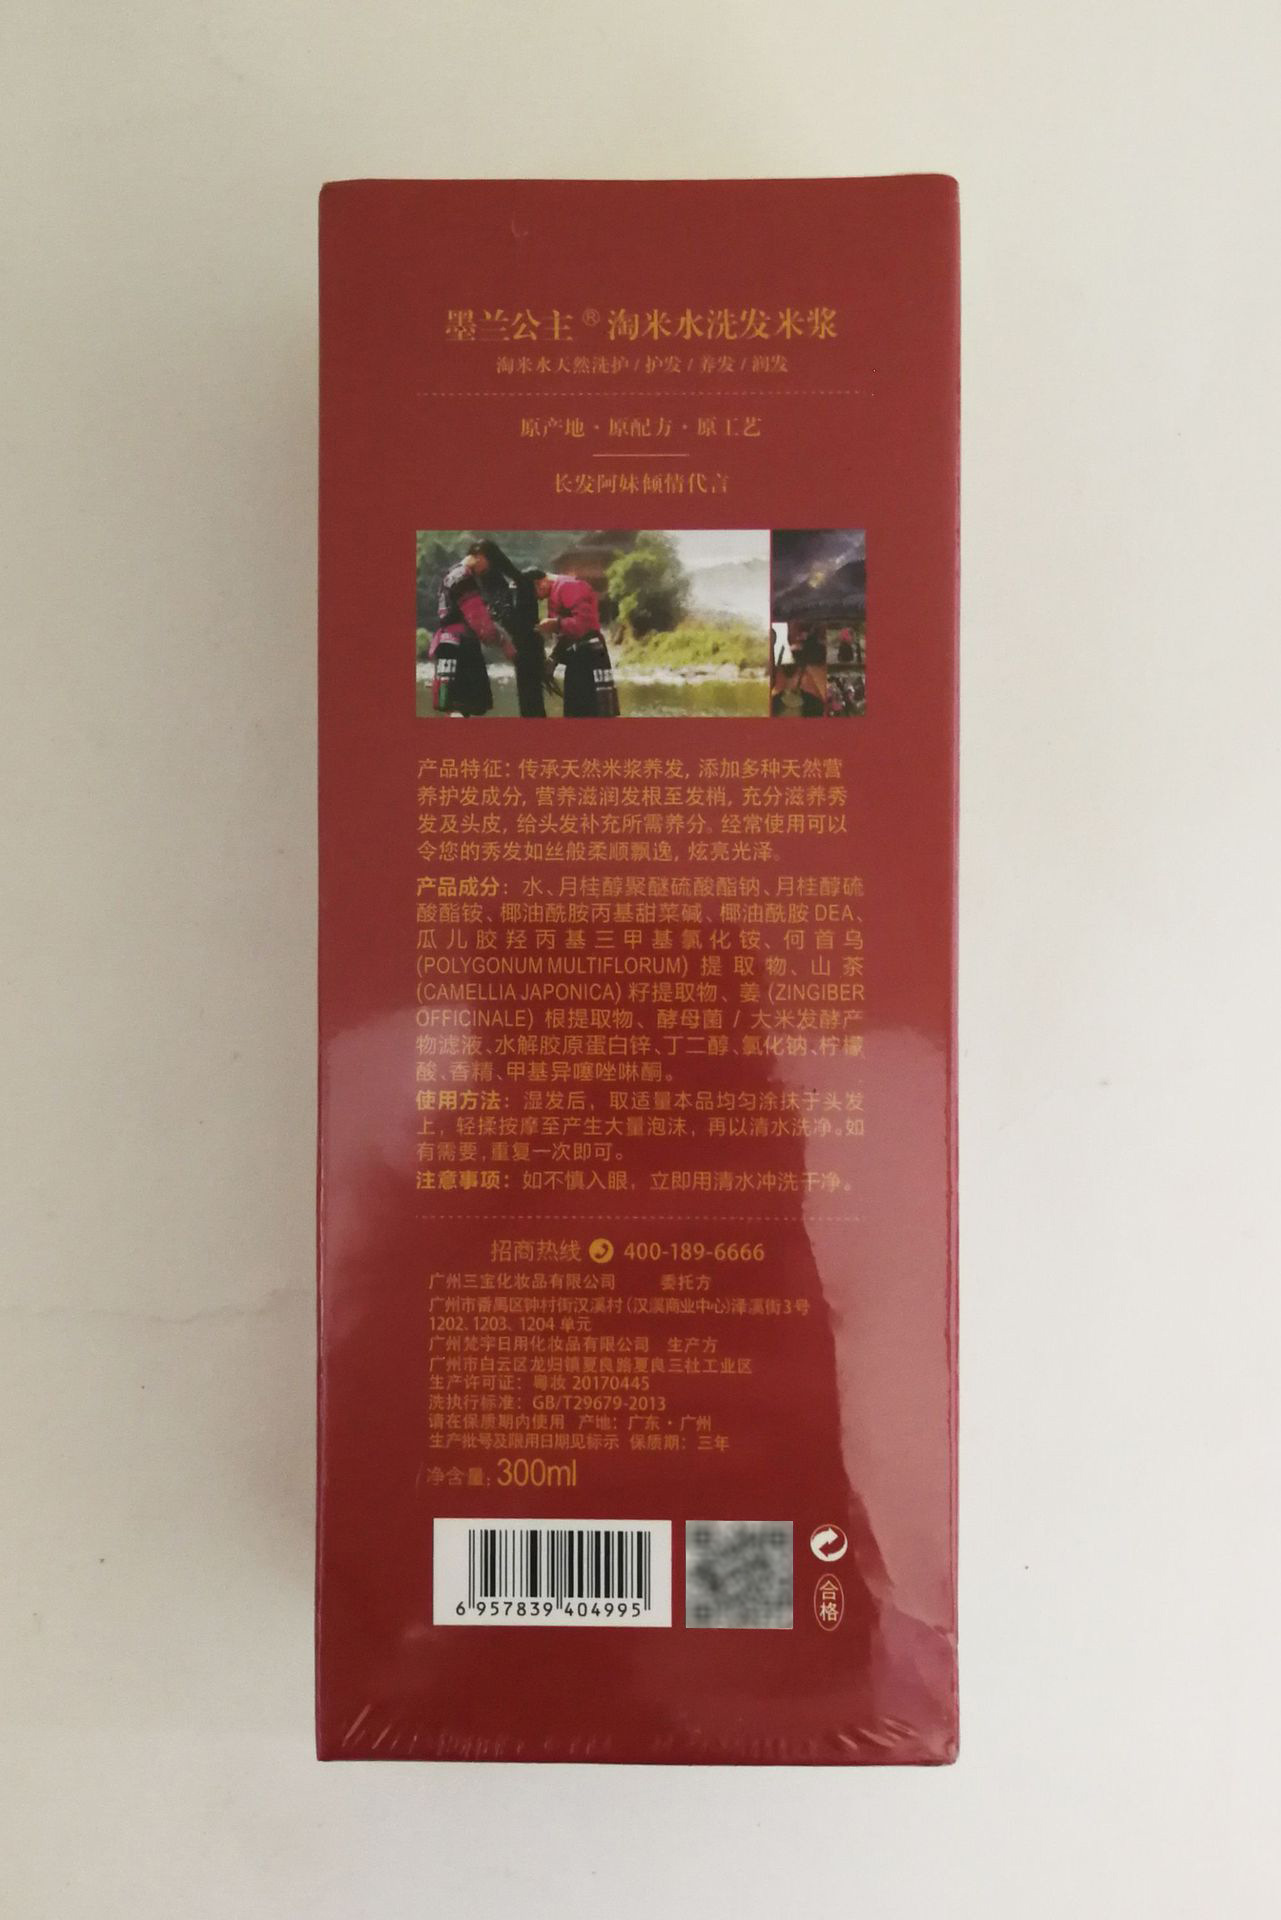 墨兰公主® 淘米水洗发米浆
淘米水天然洗护 / 护发 / 养发 / 润发
原产地·原配方·原工艺
长发阿妹倾情代言
产品特征：传承天然米浆养发，添加多种天然营
养护发成分，营养滋润发根至发梢，充分滋养秀
发及头皮，给头发补充所需养分。经常使用可以
令您的秀发如丝般柔顺飘逸，炫亮光泽。
产品成分：水、月桂醇聚醚硫酸酯钠、月桂醇硫
酸酯铵、椰油酰胺丙基甜菜碱、椰油酰胺 DEA、
瓜儿胶羟丙基三甲基氯化铵、何首乌
(POLYGONUM MULTIFLORUM) 提取物、山茶
(CAMELLIA JAPONICA) 籽提取物、姜 (ZINGIBER
OFFICINALE) 根提取物、酵母菌 / 大米发酵产
物滤液、水解胶原蛋白锌、丁二醇、氯化钠、柠檬
酸、香精、甲基异噻唑啉酮。
使用方法：湿发后，取适量本品均匀涂抹于头发
上，轻揉按摩至产生大量泡沫，再以清水洗净。如
有需要，重复一次即可。
注意事项：如不慎入眼，立即用清水冲洗干净。
招商热线 400-189-6666
广州三宝化妆品有限公司 委托方
广州市番禺区钟村街汉溪村(汉溪商业中心)泽溪街3号
1202、1203、1204 单元
广州梵宇日用化妆品有限公司 生产方
广州市白云区龙归镇夏良路夏良三社工业区
生产许可证：粤妆 20170445
洗执行标准：GB/T29679-2013
请在保质期内使用 产地：广东·广州
生产批号及限用日期见标示 保质期：三年
净含量：300ml
6 957839 404995
合格